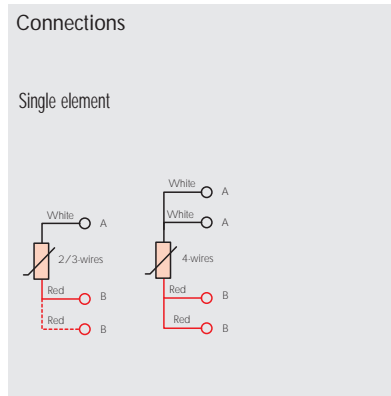 Connections
Single element
White A
2/3-wires
Red B
Red B
White A
White A
4-wires
Red B
Red B